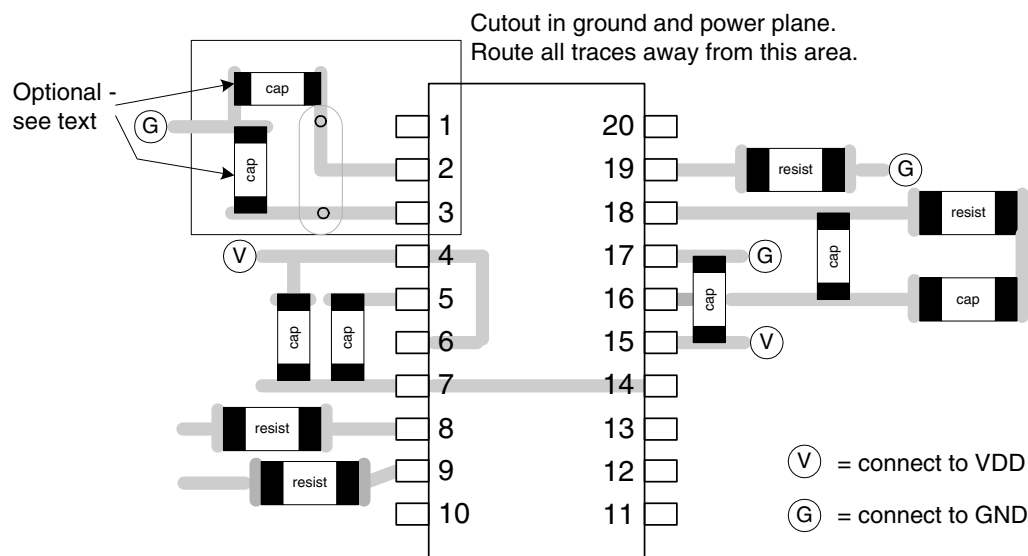 Cutout in ground and power plane.
Route all traces away from this area.
Optional -
see text
cap
G
cap
1
2
3
V
4
5
6
cap
cap
7
8
resist
9
resist
10
20
19
resist
G
18
resist
17
G
cap
16
cap
cap
15
V
14
13
12
11
V = connect to VDD
G = connect to GND